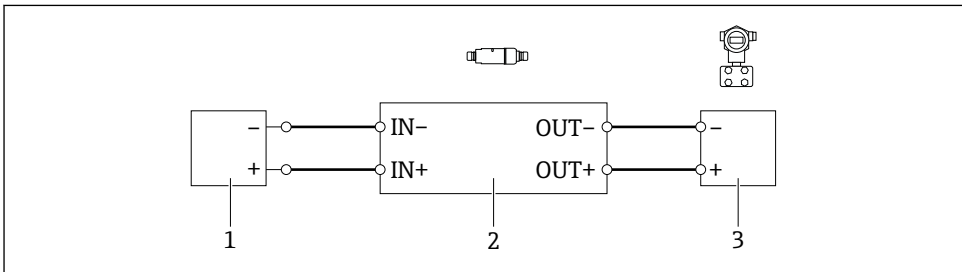 − IN− OUT− −
+ IN+ OUT+ +
1 2 3